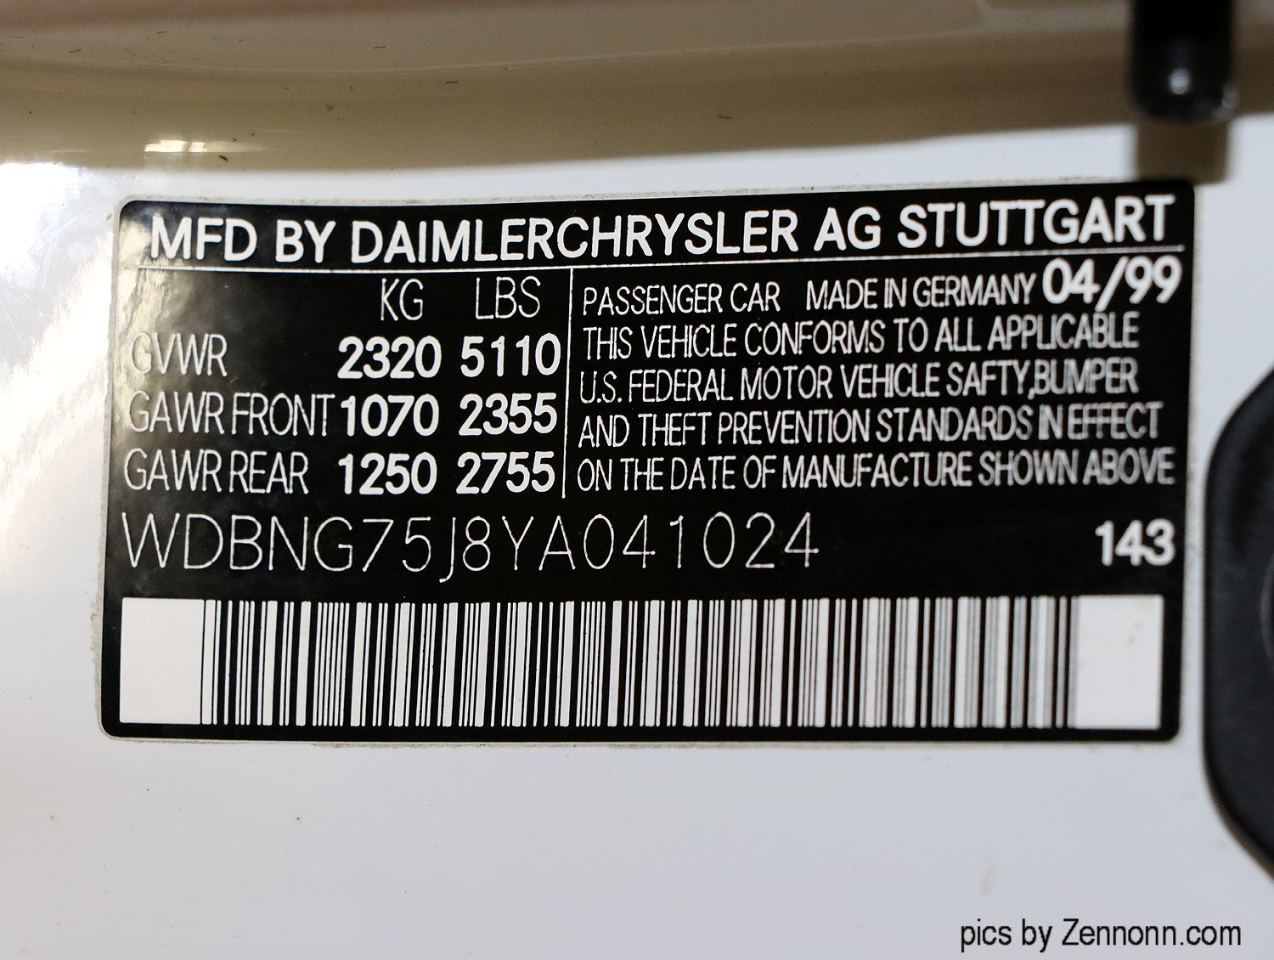 MFD BY DAIMLERCHRYSLER AG STUTTGART
KG LBS
GVWR 2320 5110
GAWR FRONT 1070 2355
GAWR REAR 1250 2755
PASSENGER CAR MADE IN GERMANY 04/99
THIS VEHICLE CONFORMS TO ALL APPLICABLE
U.S. FEDERAL MOTOR VEHICLE SAFTY,BUMPER
AND THEFT PREVENTION STANDARDS IN EFFECT
ON THE DATE OF MANUFACTURE SHOWN ABOVE
WDBNG75J8YA041024 143
pics by Zennonn.com